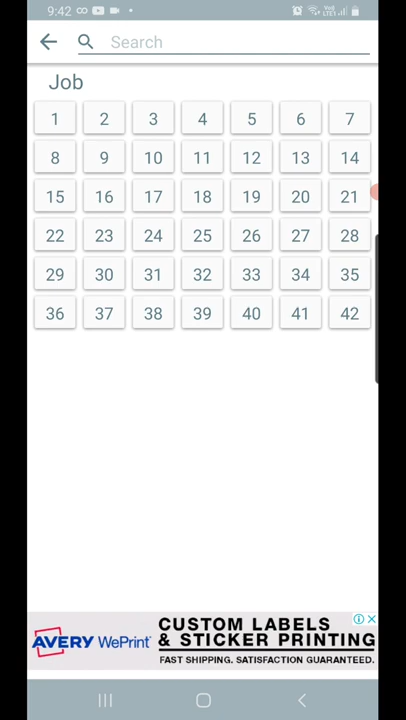 9:42
Search
Job
1 2 3 4 5 6 7
8 9 10 11 12 13 14
15 16 17 18 19 20 21
22 23 24 25 26 27 28
29 30 31 32 33 34 35
36 37 38 39 40 41 42
AVERY WePrint
CUSTOM LABELS
& STICKER PRINTING
FAST SHIPPING. SATISFACTION GUARANTEED.